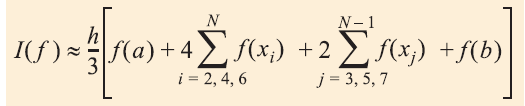 I(f) ≈ h/3 [ f(a) + 4 ∑_{i = 2, 4, 6}^{N} f(x_i) + 2 ∑_{j = 3, 5, 7}^{N-1} f(x_j) + f(b) ]